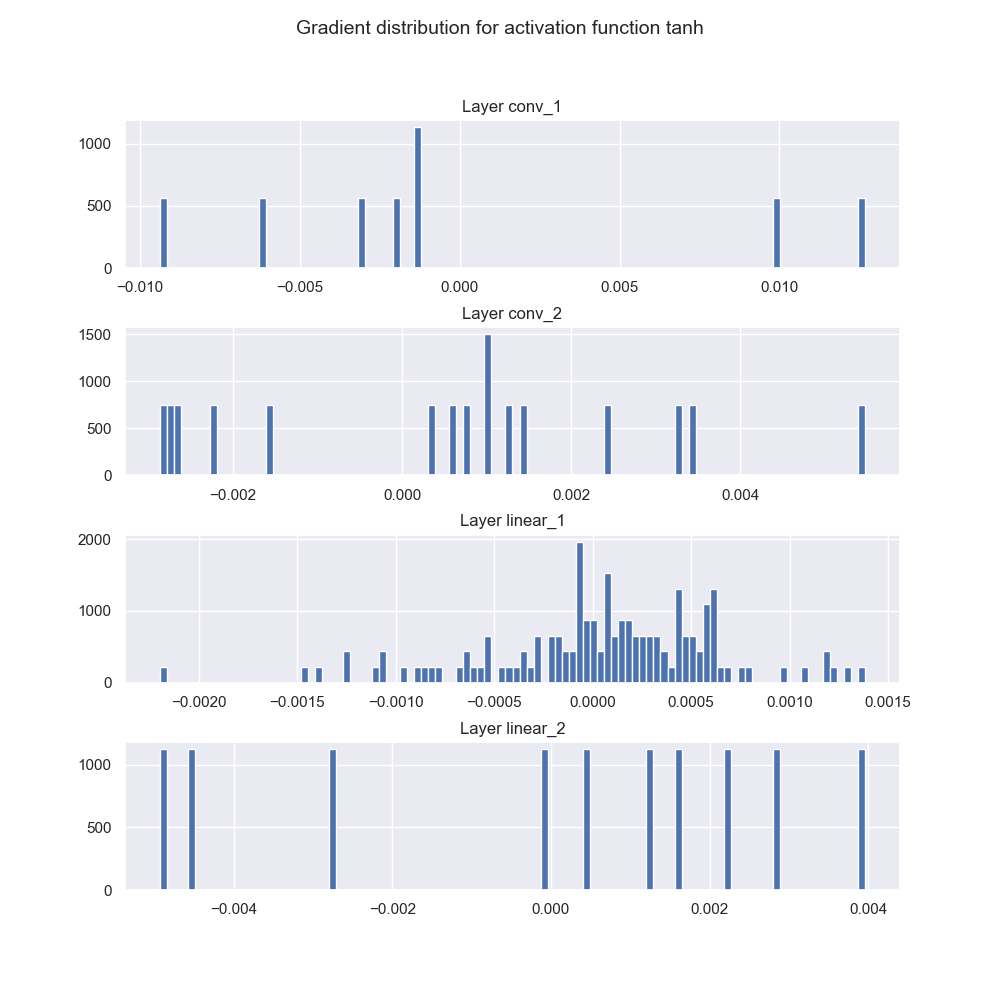 Gradient distribution for activation function tanh
Layer conv_1
1000
500
0
−0.010 −0.005 0.000 0.005 0.010
Layer conv_2
1500
1000
500
0
−0.002 0.000 0.002 0.004
Layer linear_1
2000
1000
0
−0.0020 −0.0015 −0.0010 −0.0005 0.0000 0.0005 0.0010 0.0015
Layer linear_2
1000
500
0
−0.004 −0.002 0.000 0.002 0.004